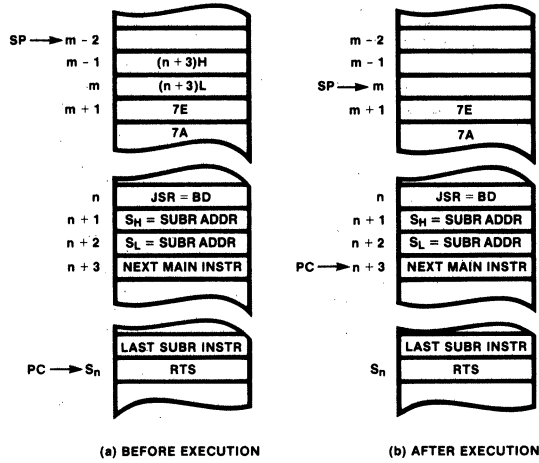 SP → m - 2
m - 1 (n + 3)H
m (n + 3)L
m + 1 7E
7A
n JSR = BD
n + 1 SH = SUBR ADDR
n + 2 SL = SUBR ADDR
n + 3 NEXT MAIN INSTR
LAST SUBR INSTR
PC → Sn RTS
(a) BEFORE EXECUTION
m - 2
m - 1
SP → m
m + 1 7E
7A
n JSR = BD
n + 1 SH = SUBR ADDR
n + 2 SL = SUBR ADDR
PC → n + 3 NEXT MAIN INSTR
LAST SUBR INSTR
Sn RTS
(b) AFTER EXECUTION